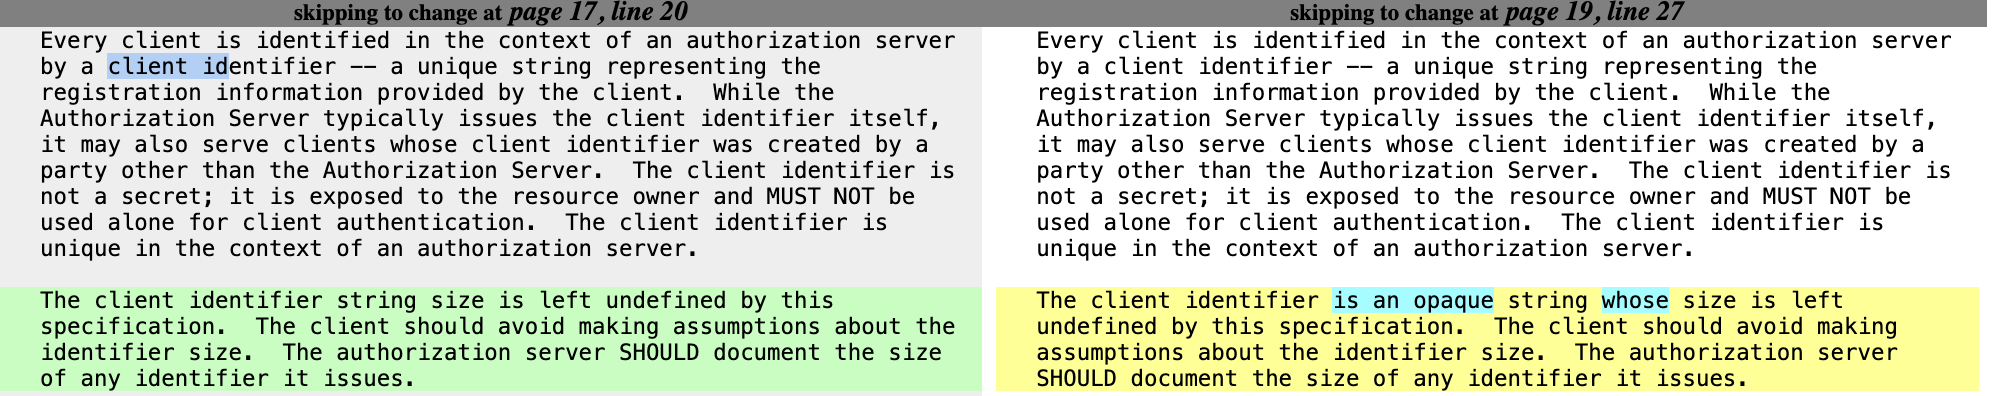 skipping to change at page 17, line 20
Every client is identified in the context of an authorization server
by a client identifier -- a unique string representing the
registration information provided by the client.  While the
Authorization Server typically issues the client identifier itself,
it may also serve clients whose client identifier was created by a
party other than the Authorization Server.  The client identifier is
not a secret; it is exposed to the resource owner and MUST NOT be
used alone for client authentication.  The client identifier is
unique in the context of an authorization server.
The client identifier string size is left undefined by this
specification.  The client should avoid making assumptions about the
identifier size.  The authorization server SHOULD document the size
of any identifier it issues.
skipping to change at page 19, line 27
Every client is identified in the context of an authorization server
by a client identifier -- a unique string representing the
registration information provided by the client.  While the
Authorization Server typically issues the client identifier itself,
it may also serve clients whose client identifier was created by a
party other than the Authorization Server.  The client identifier is
not a secret; it is exposed to the resource owner and MUST NOT be
used alone for client authentication.  The client identifier is
unique in the context of an authorization server.
The client identifier is an opaque string whose size is left
undefined by this specification.  The client should avoid making
assumptions about the identifier size.  The authorization server
SHOULD document the size of any identifier it issues.